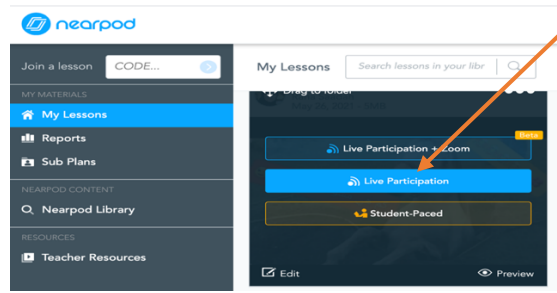 nearpod
Join a lesson CODE...
MY MATERIALS
My Lessons
Reports
Sub Plans
NEARPOD CONTENT
Nearpod Library
RESOURCES
Teacher Resources
My Lessons Search lessons in your libr
Drag to folder
Beta
Live Participation + Zoom
Live Participation
Student-Paced
Edit Preview